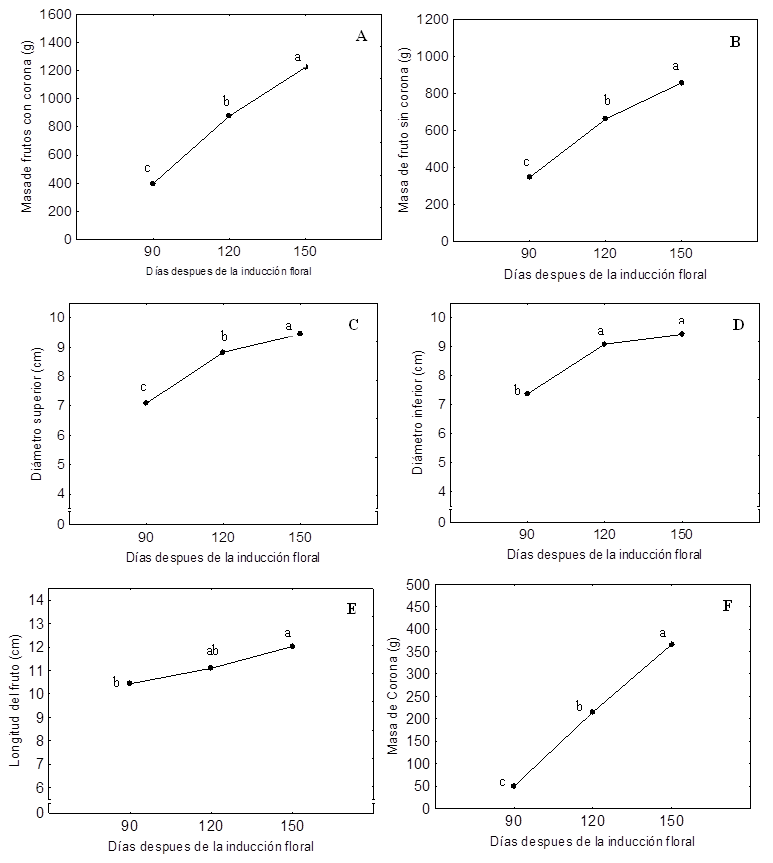 A
Masa de frutos con corona (g)
1600
1400
1200
1000
800
600
400
200
0
a
b
c
90 120 150
Días despues de la inducción floral
B
Masa de fruto sin corona (g)
1200
1000
800
600
400
200
0
a
b
c
90 120 150
Días despues de la inducción floral
C
Diámetro superior (cm)
10
9
8
7
6
5
4
0
a
b
c
90 120 150
Días despues de la inducción floral
D
Diámetro inferior (cm)
10
9
8
7
6
5
4
0
a
a
b
90 120 150
Días despues de la inducción floral
E
Longitud del fruto (cm)
14
13
12
11
10
9
8
7
6
0
a
ab
b
90 120 150
Días despues de la inducción floral
F
Masa de Corona (g)
500
450
400
350
300
250
200
150
100
50
0
a
b
c
90 120 150
Días despues de la inducción floral